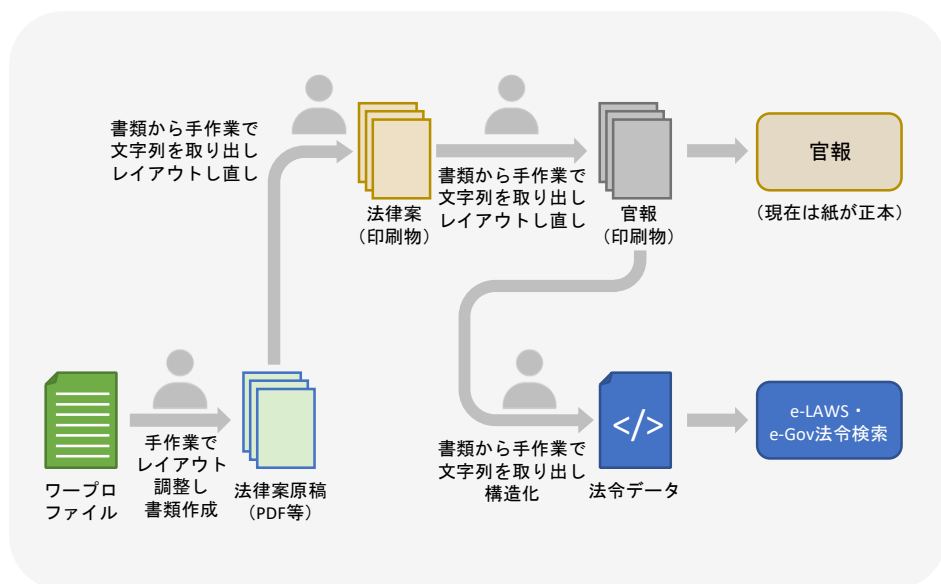 書類から手作業で
文字列を取り出し
レイアウトし直し
法律案
（印刷物）
書類から手作業で
文字列を取り出し
レイアウトし直し
官報
（印刷物）
官報
（現在は紙が正本）
ワープロ
ファイル
手作業で
レイアウト
調整し
書類作成
法律案原稿
（PDF等）
書類から手作業で
文字列を取り出し
構造化
</>
法令データ
e-LAWS・
e-Gov法令検索